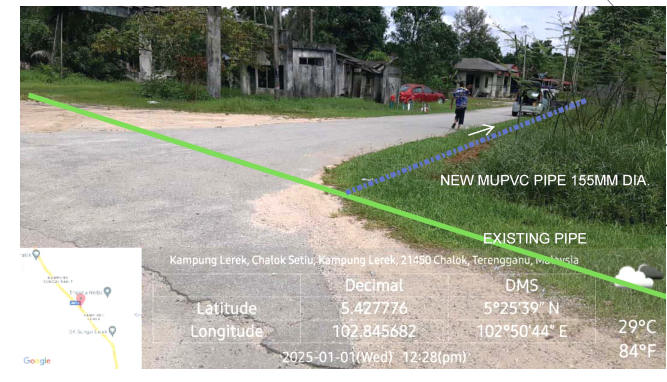 NEW MUPVC PIPE 155MM DIA.
EXISTING PIPE
Kampung Lerek, Chalok Setiu, Kampung Lerek, 21450 Chalok, Terengganu, Malaysia
Decimal DMS
Latitude 5.427776 5°25'39" N
Longitude 102.845682 102°50'44" E
2025-01-01(Wed) 12:28(pm)
29°C
84°F
Google